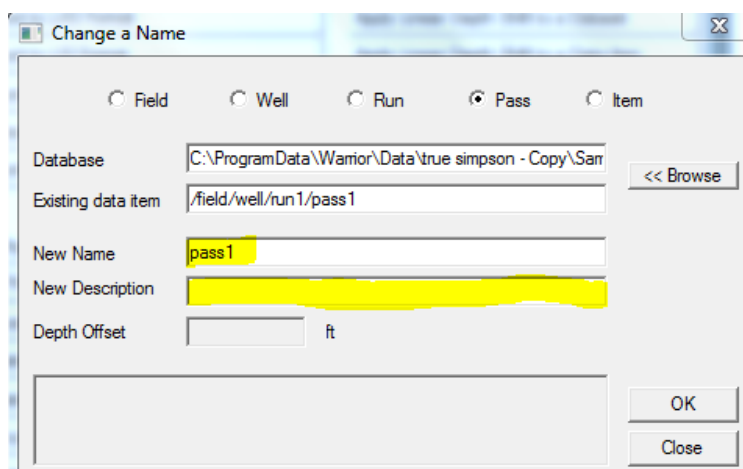 Change a Name
Field Well Run Pass Item
Database C:\ProgramData\Warrior\Data\true simpson - Copy\Sam << Browse
Existing data item /field/well/run1/pass1
New Name pass1
New Description
Depth Offset ft
OK
Close